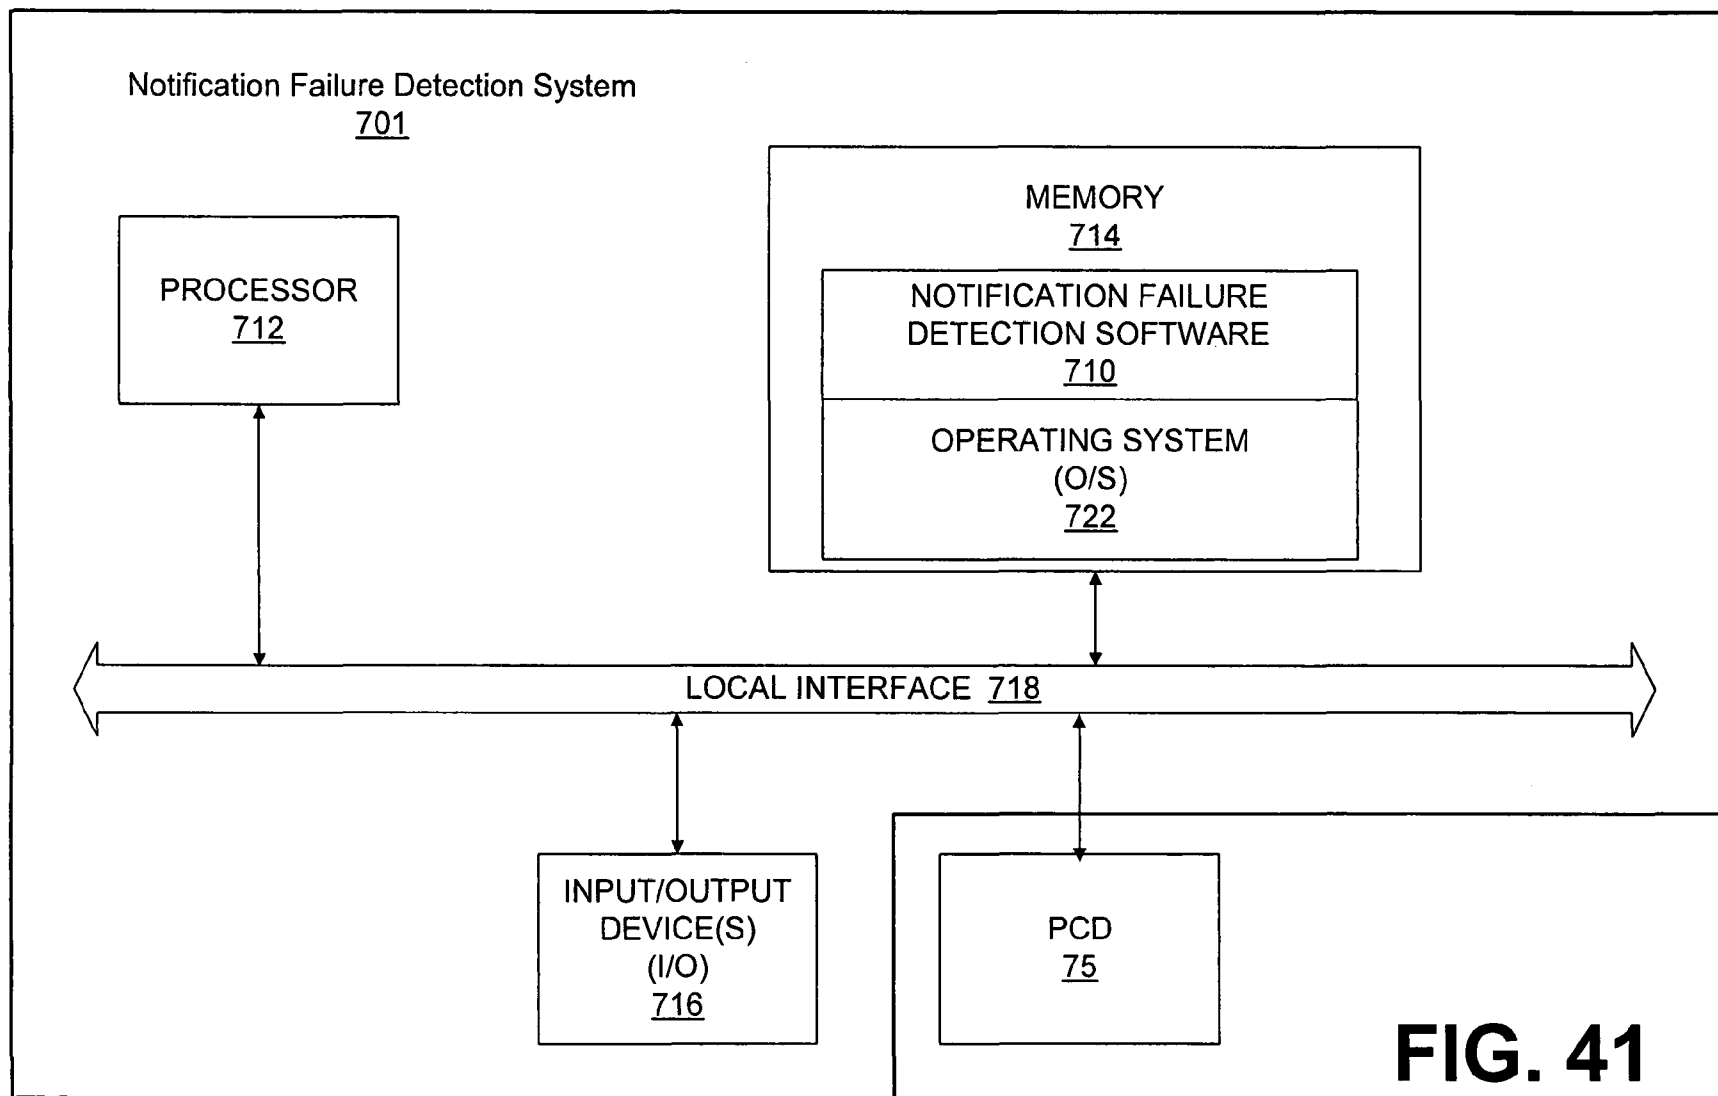 Notification Failure Detection System
701
MEMORY
714
PROCESSOR
712
NOTIFICATION FAILURE
DETECTION SOFTWARE
710
OPERATING SYSTEM
(O/S)
722
LOCAL INTERFACE 718
INPUT/OUTPUT
DEVICE(S)
(I/O)
716
PCD
75
FIG. 41